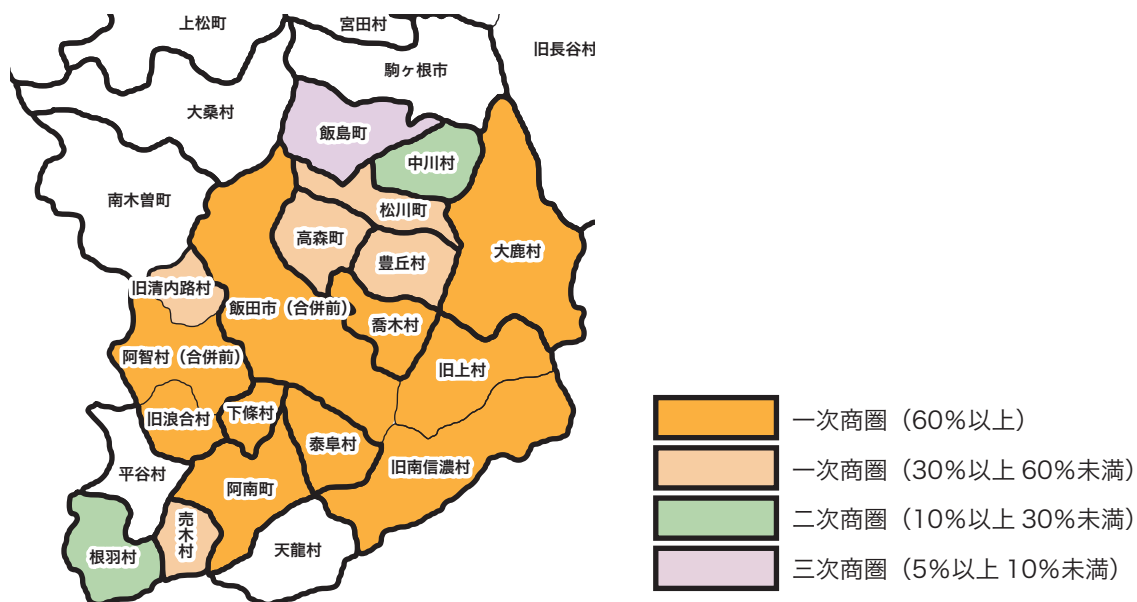 上松町
宮田村
旧長谷村
駒ヶ根市
大桑村
飯島町
中川村
南木曽町
松川町
高森町
大鹿村
豊丘村
旧清内路村
飯田市（合併前）
喬木村
阿智村（合併前）
旧上村
旧浪合村
下條村
泰阜村
旧南信濃村
平谷村
阿南町
売木村
天龍村
根羽村
一次商圏（60％以上）
一次商圏（30％以上 60％未満）
二次商圏（10％以上 30％未満）
三次商圏（5％以上 10％未満）